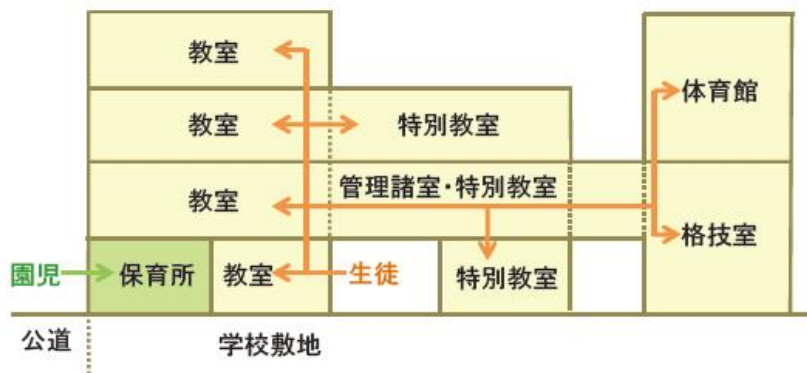 教室
体育館
教室
特別教室
教室
管理諸室・特別教室
格技室
園児
保育所
教室
生徒
特別教室
公道
学校敷地